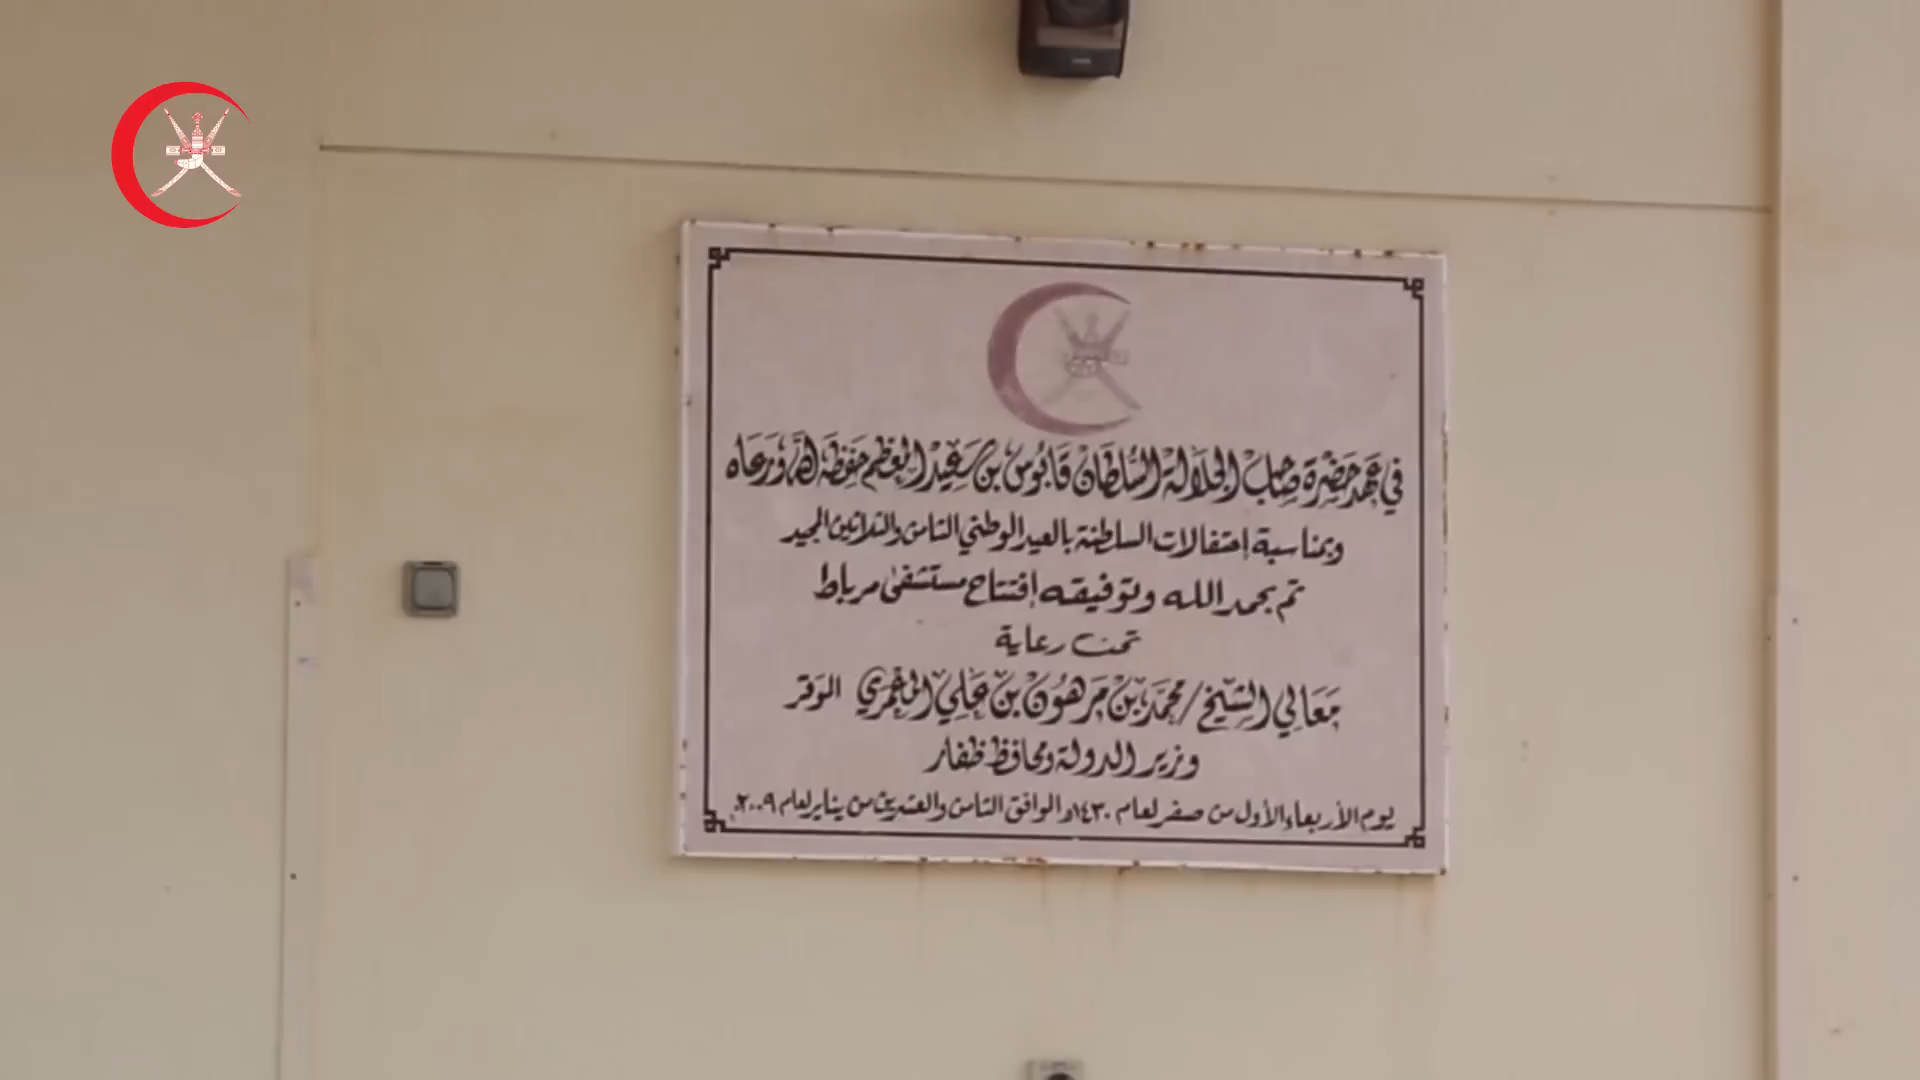 في عهد حضرة صاحب الجلالة السلطان قابوس بن سعيد المعظم حفظه الله ورعاه
وبمناسبة إحتفالات السلطنة بالعيد الوطني الثامن والثلاثين المجيد
تم بحمد الله وتوفيقه إفتتاح مستشفى مرباط
تحت رعاية
معالي الشيخ / محمد بن مرهون بن علي المعمري الموقر
وزير الدولة ومحافظ ظفار
يوم الأربعاء الأول من صفر لعام ١٤٣٠هـ الموافق الثامن والعشرين من يناير لعام ٢٠٠٩م